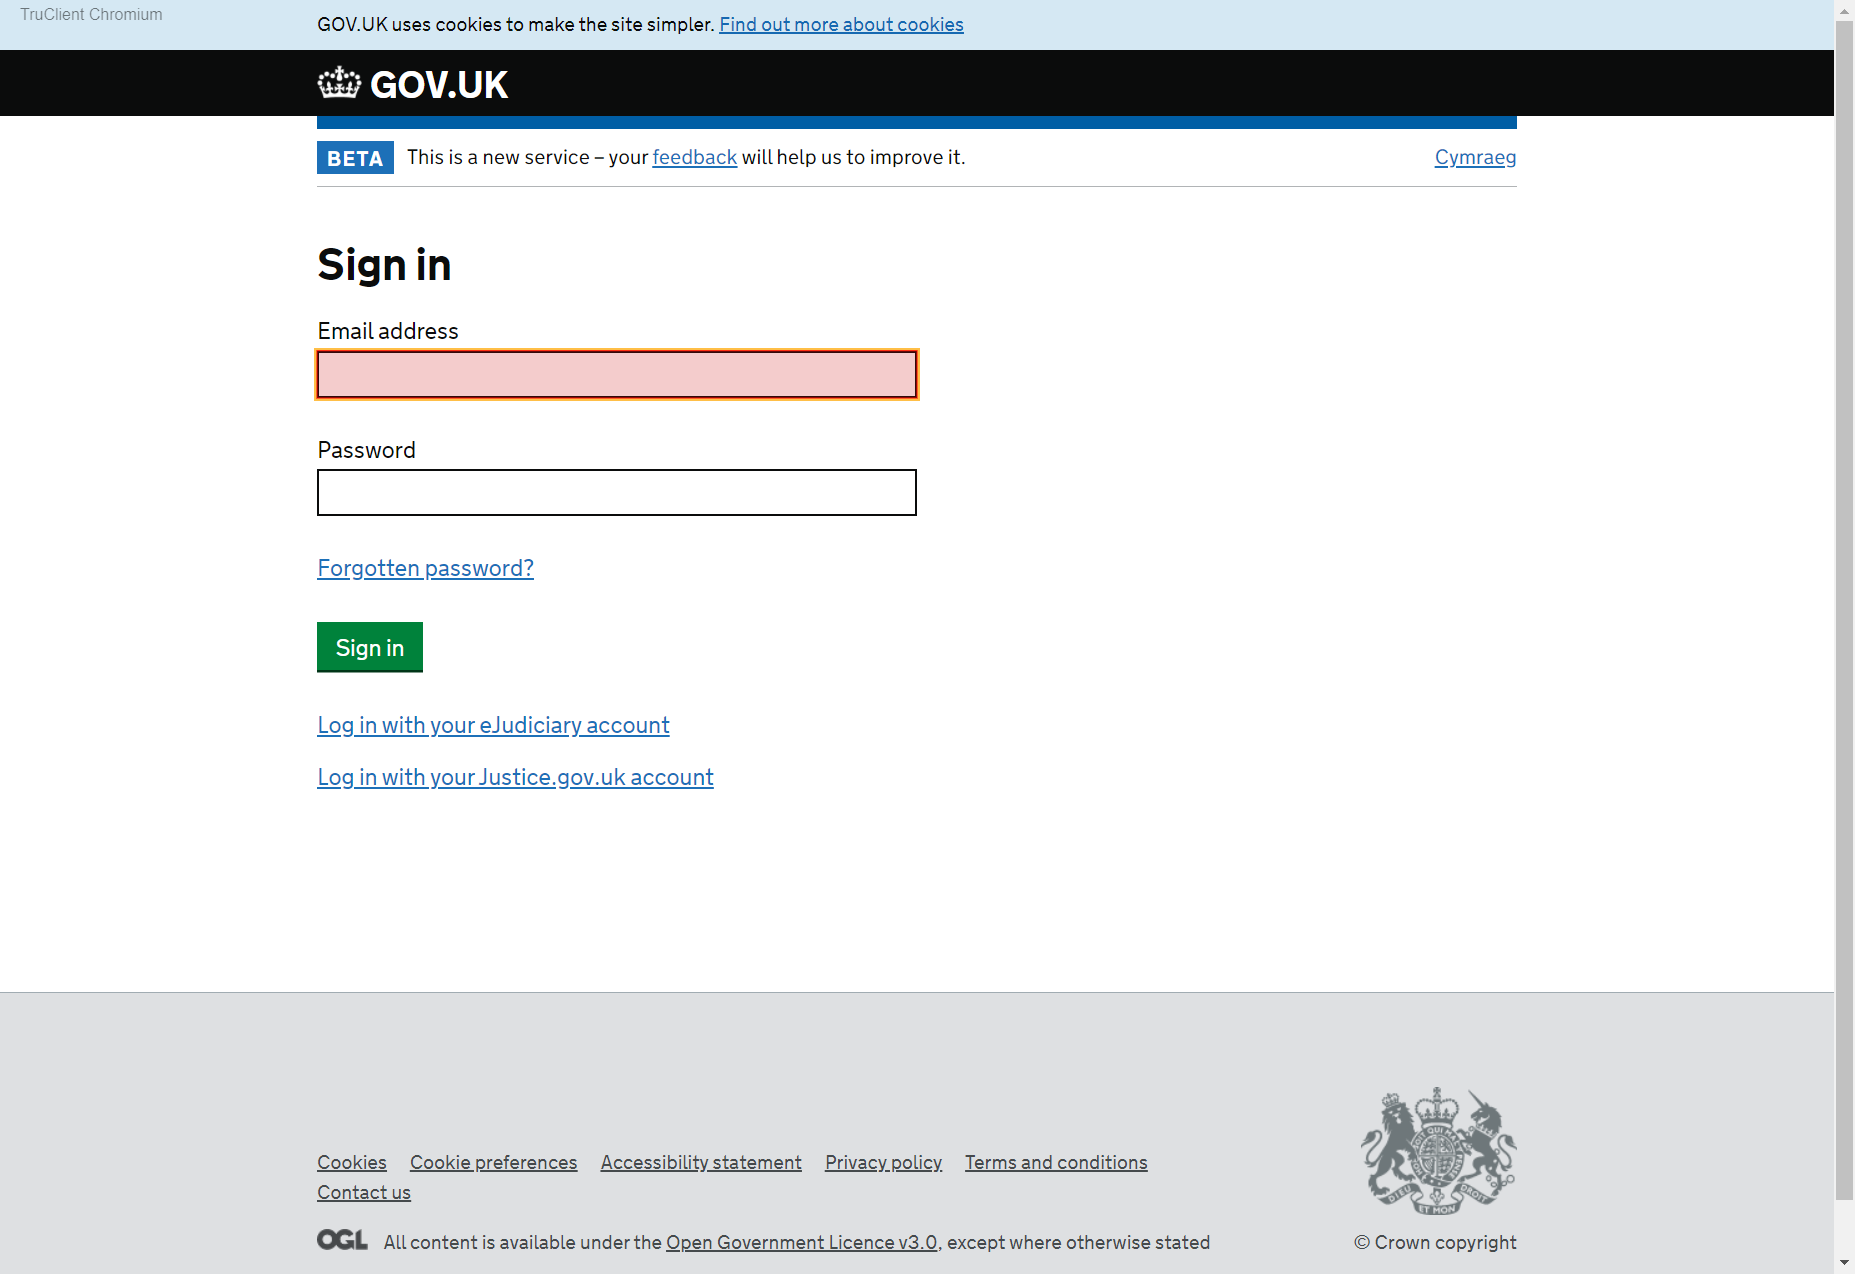 TruClient Chromium
GOV.UK uses cookies to make the site simpler. Find out more about cookies
GOV.UK
BETA This is a new service – your feedback will help us to improve it. Cymraeg
Sign in
Email address
Password
Forgotten password?
Sign in
Log in with your eJudiciary account
Log in with your Justice.gov.uk account
Cookies Cookie preferences Accessibility statement Privacy policy Terms and conditions
Contact us
DIEU ET MON DROIT
OGL All content is available under the Open Government Licence v3.0, except where otherwise stated
© Crown copyright